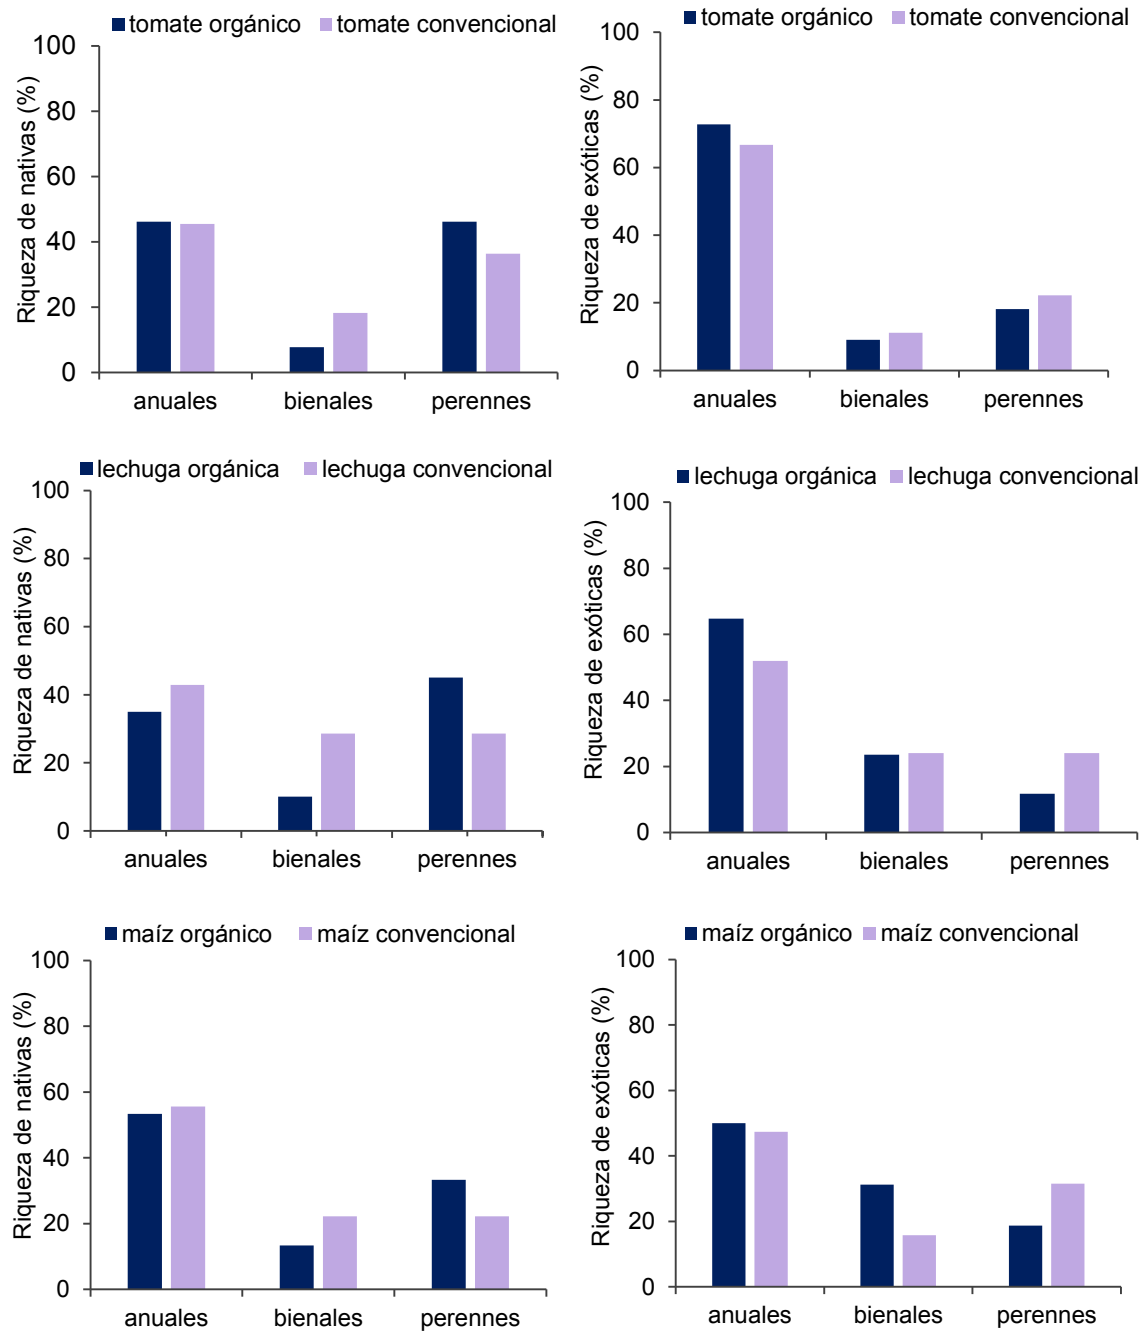 tomate orgánico tomate convencional
Riqueza de nativas (%)
100
80
60
40
20
0
anuales bienales perennes
tomate orgánico tomate convencional
Riqueza de exóticas (%)
100
80
60
40
20
0
anuales bienales perennes
lechuga orgánica lechuga convencional
Riqueza de nativas (%)
100
80
60
40
20
0
anuales bienales perennes
lechuga orgánica lechuga convencional
Riqueza de exóticas (%)
100
80
60
40
20
0
anuales bienales perennes
maíz orgánico maíz convencional
Riqueza de nativas (%)
100
80
60
40
20
0
anuales bienales perennes
maíz orgánico maíz convencional
Riqueza de exóticas (%)
100
80
60
40
20
0
anuales bienales perennes